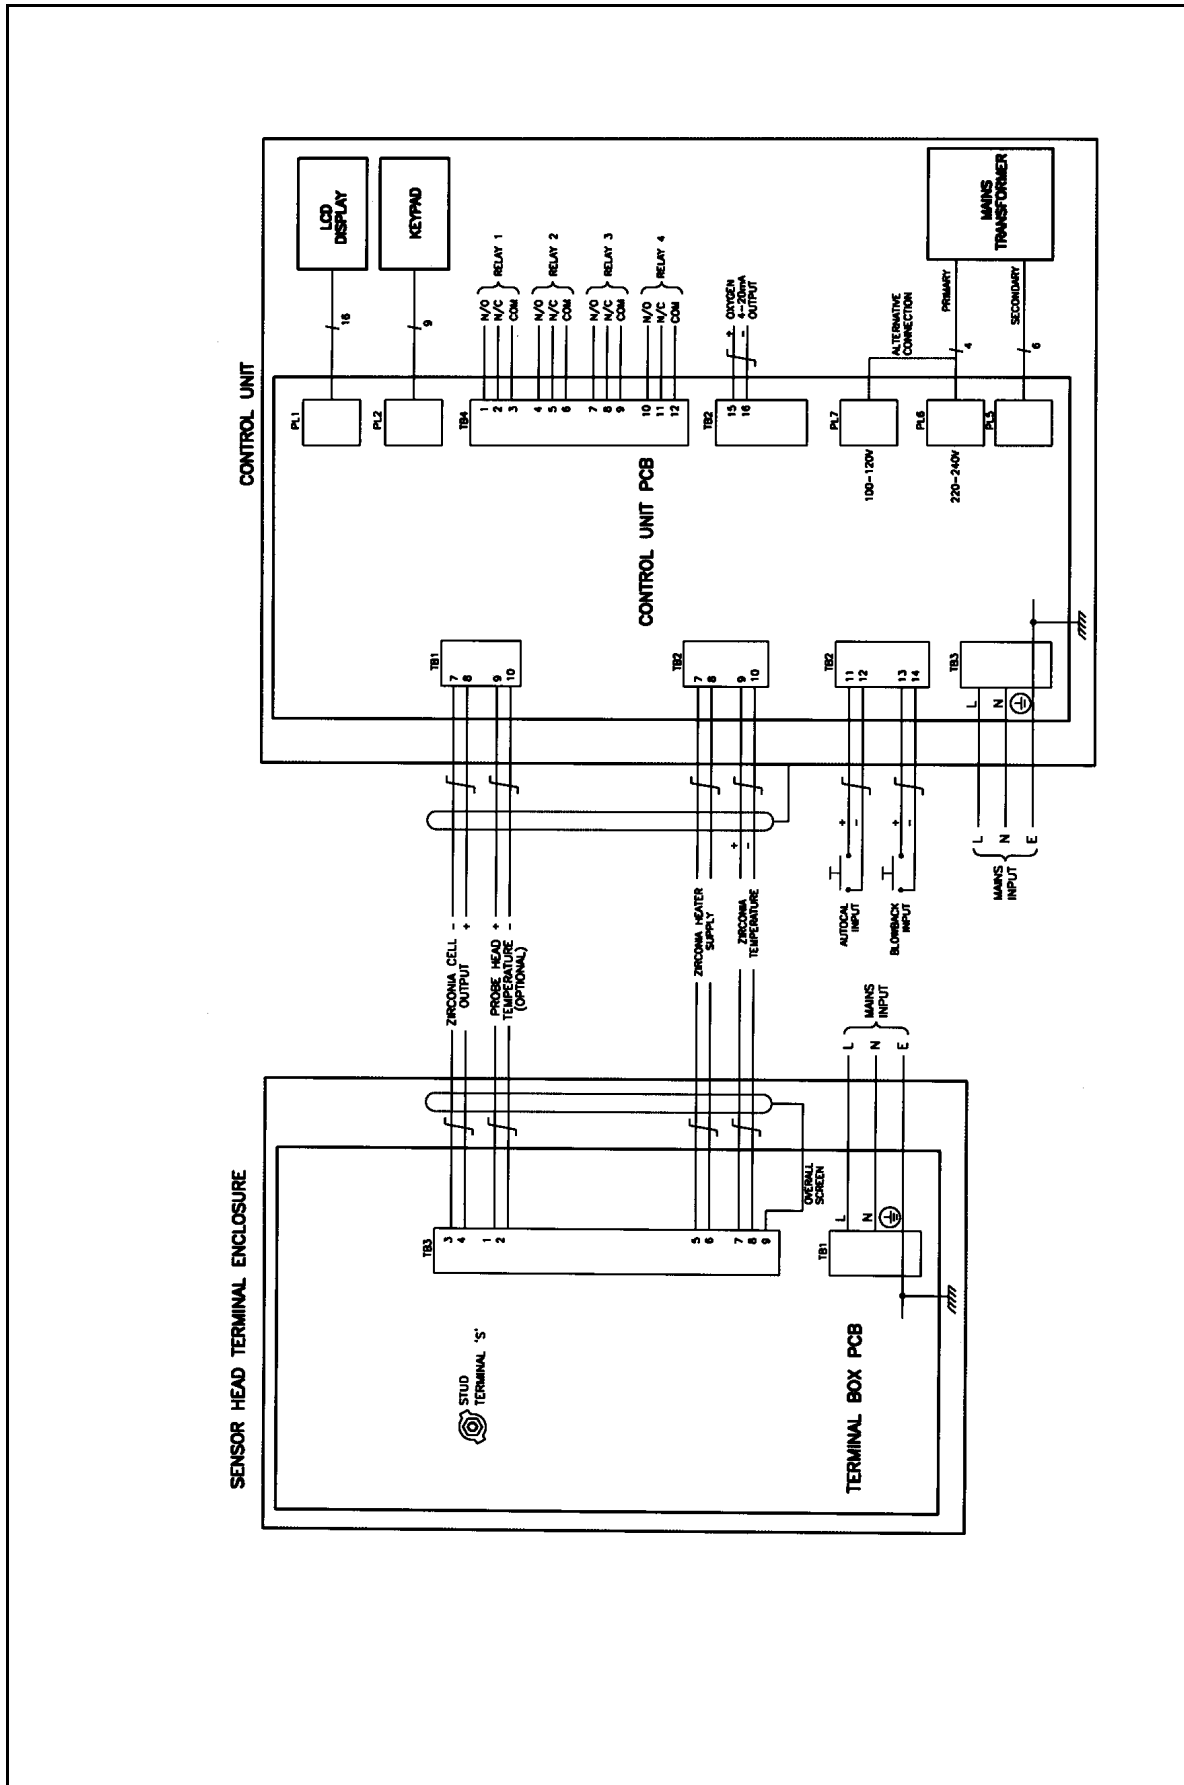 SENSOR HEAD TERMINAL ENCLOSURE
STUD
TERMINAL 'S'
TERMINAL BOX PCB
TB3
3
4
1
2
5
6
7
8
9
OVERALL
SCREEN
TB1
L
N
L
N
E
MAINS
INPUT
ZIRCONIA CELL -
OUTPUT +
PROBE HEAD +
TEMPERATURE -
(OPTIONAL)
ZIRCONIA HEATER
SUPPLY
ZIRCONIA
TEMPERATURE
+
-
AUTOCAL
INPUT
+
-
BLOWBACK
INPUT
+
-
MAINS
INPUT
L
N
E
L
N
CONTROL UNIT
TB1
7
8
9
10
TB2
7
8
9
10
TB2
11
12
13
14
TB3
CONTROL UNIT PCB
PL1
16
LCD
DISPLAY
PL2
9
KEYPAD
TB4
1 N/O
2 N/C
3 COM
RELAY 1
4 N/O
5 N/C
6 COM
RELAY 2
7 N/O
8 N/C
9 COM
RELAY 3
10 N/O
11 N/C
12 COM
RELAY 4
TB2
15 +
16 -
OXYGEN
4-20mA
OUTPUT
PL7
100-120V
ALTERNATIVE
CONNECTION
PL6
220-240V
4
PRIMARY
PL5
6
SECONDARY
MAINS
TRANSFORMER